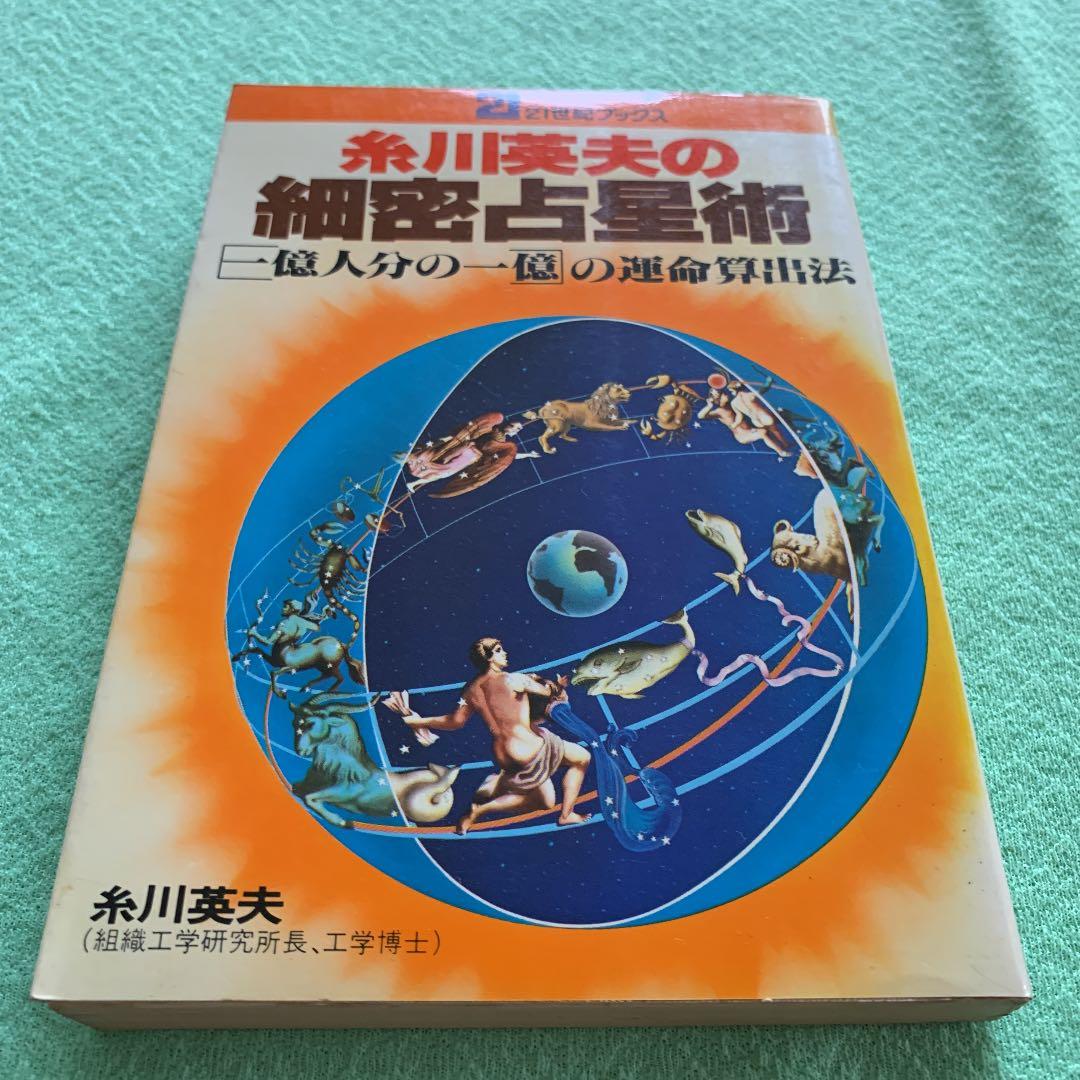 21 21世紀ブックス
糸川英夫の
細密占星術
一億人分の一億の運命算出法
糸川英夫
(組織工学研究所長、工学博士)